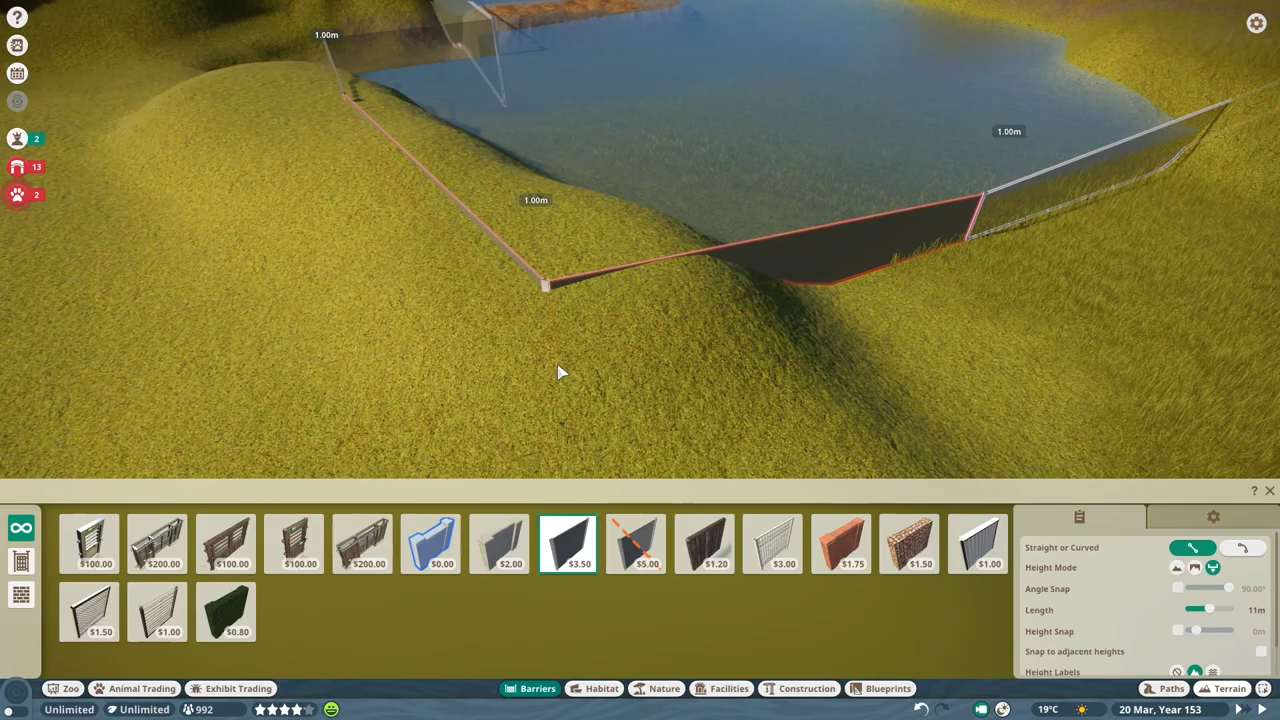 1.00m
1.00m
1.00m
?
2
13
2
? ×
$100.00 $200.00 $100.00 $100.00 $200.00 $0.00 $2.00 $3.50 $5.00 $1.20 $3.00 $1.75 $1.50 $1.00
$1.50 $1.00 $0.80
Straight or Curved
Height Mode
Angle Snap 90.00°
Length 11m
Height Snap 0m
Snap to adjacent heights
Height Labels
Zoo Animal Trading Exhibit Trading Barriers Habitat Nature Facilities Construction Blueprints Paths Terrain
Unlimited Unlimited 992 19°C 20 Mar, Year 153